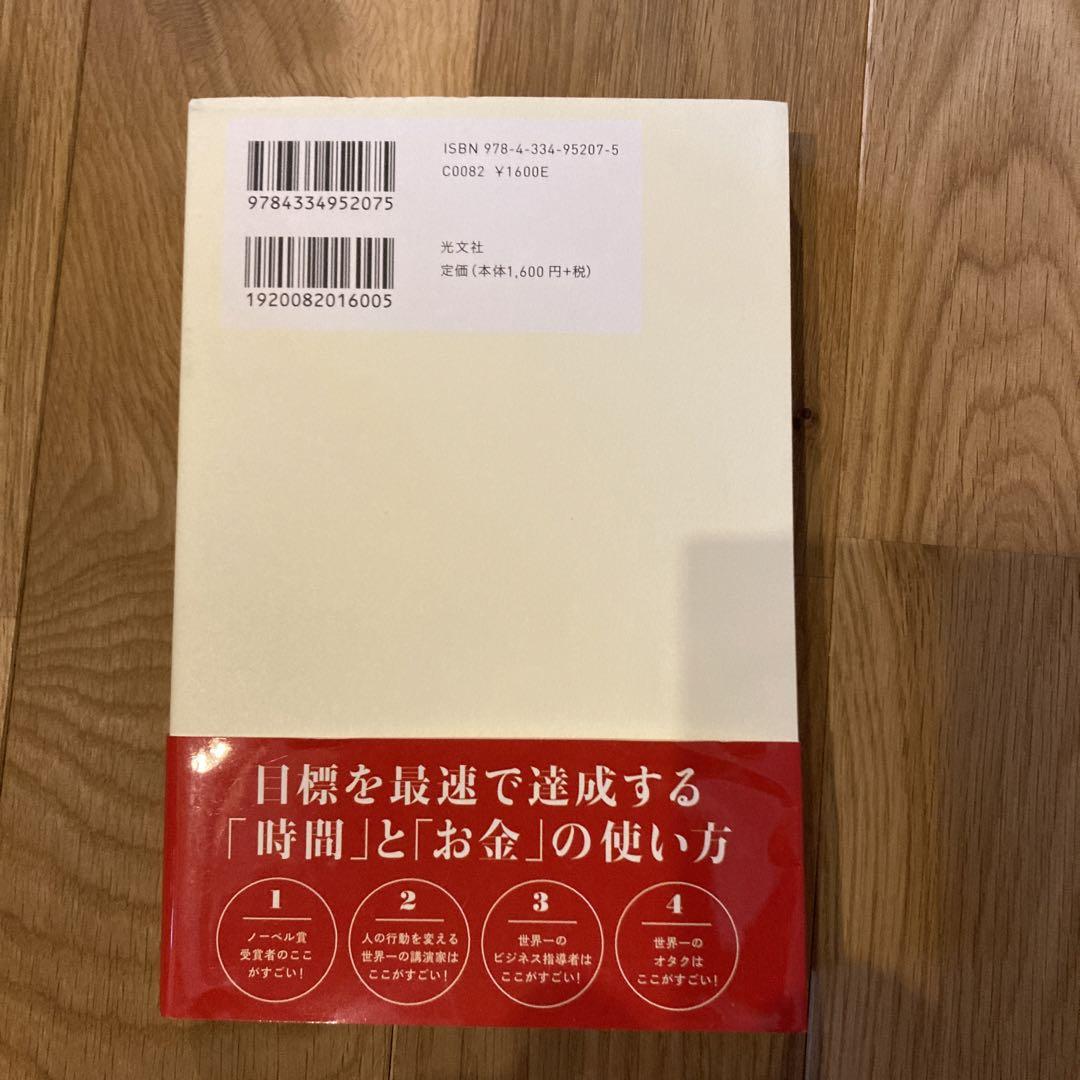 ISBN 978-4-334-95207-5
C0082 ¥1600E
9784334952075
光文社
定価(本体1,600円+税)
1920082016005
目標を最速で達成する
「時間」と「お金」の使い方
1
ノーベル賞
受賞者のここ
がすごい!
2
人の行動を変える
世界一の講演家は
ここがすごい!
3
世界一の
ビジネス指導者は
ここがすごい!
4
世界一の
オタクは
ここがすごい!